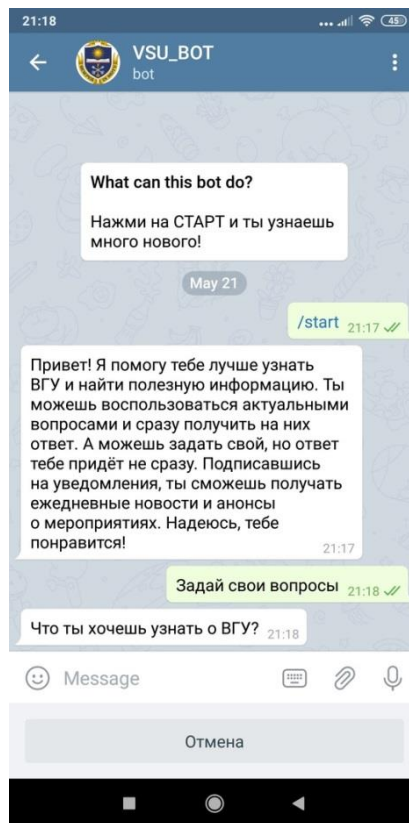 21:18
45
VSU_BOT
bot
What can this bot do?
Нажми на СТАРТ и ты узнаешь
много нового!
May 21
/start 21:17
Привет! Я помогу тебе лучше узнать
ВГУ и найти полезную информацию. Ты
можешь воспользоваться актуальными
вопросами и сразу получить на них
ответ. А можешь задать свой, но ответ
тебе придёт не сразу. Подписавшись
на уведомления, ты сможешь получать
ежедневные новости и анонсы
о мероприятиях. Надеюсь, тебе
понравится!
21:17
Задай свои вопросы 21:18
Что ты хочешь узнать о ВГУ? 21:18
Message
Отмена